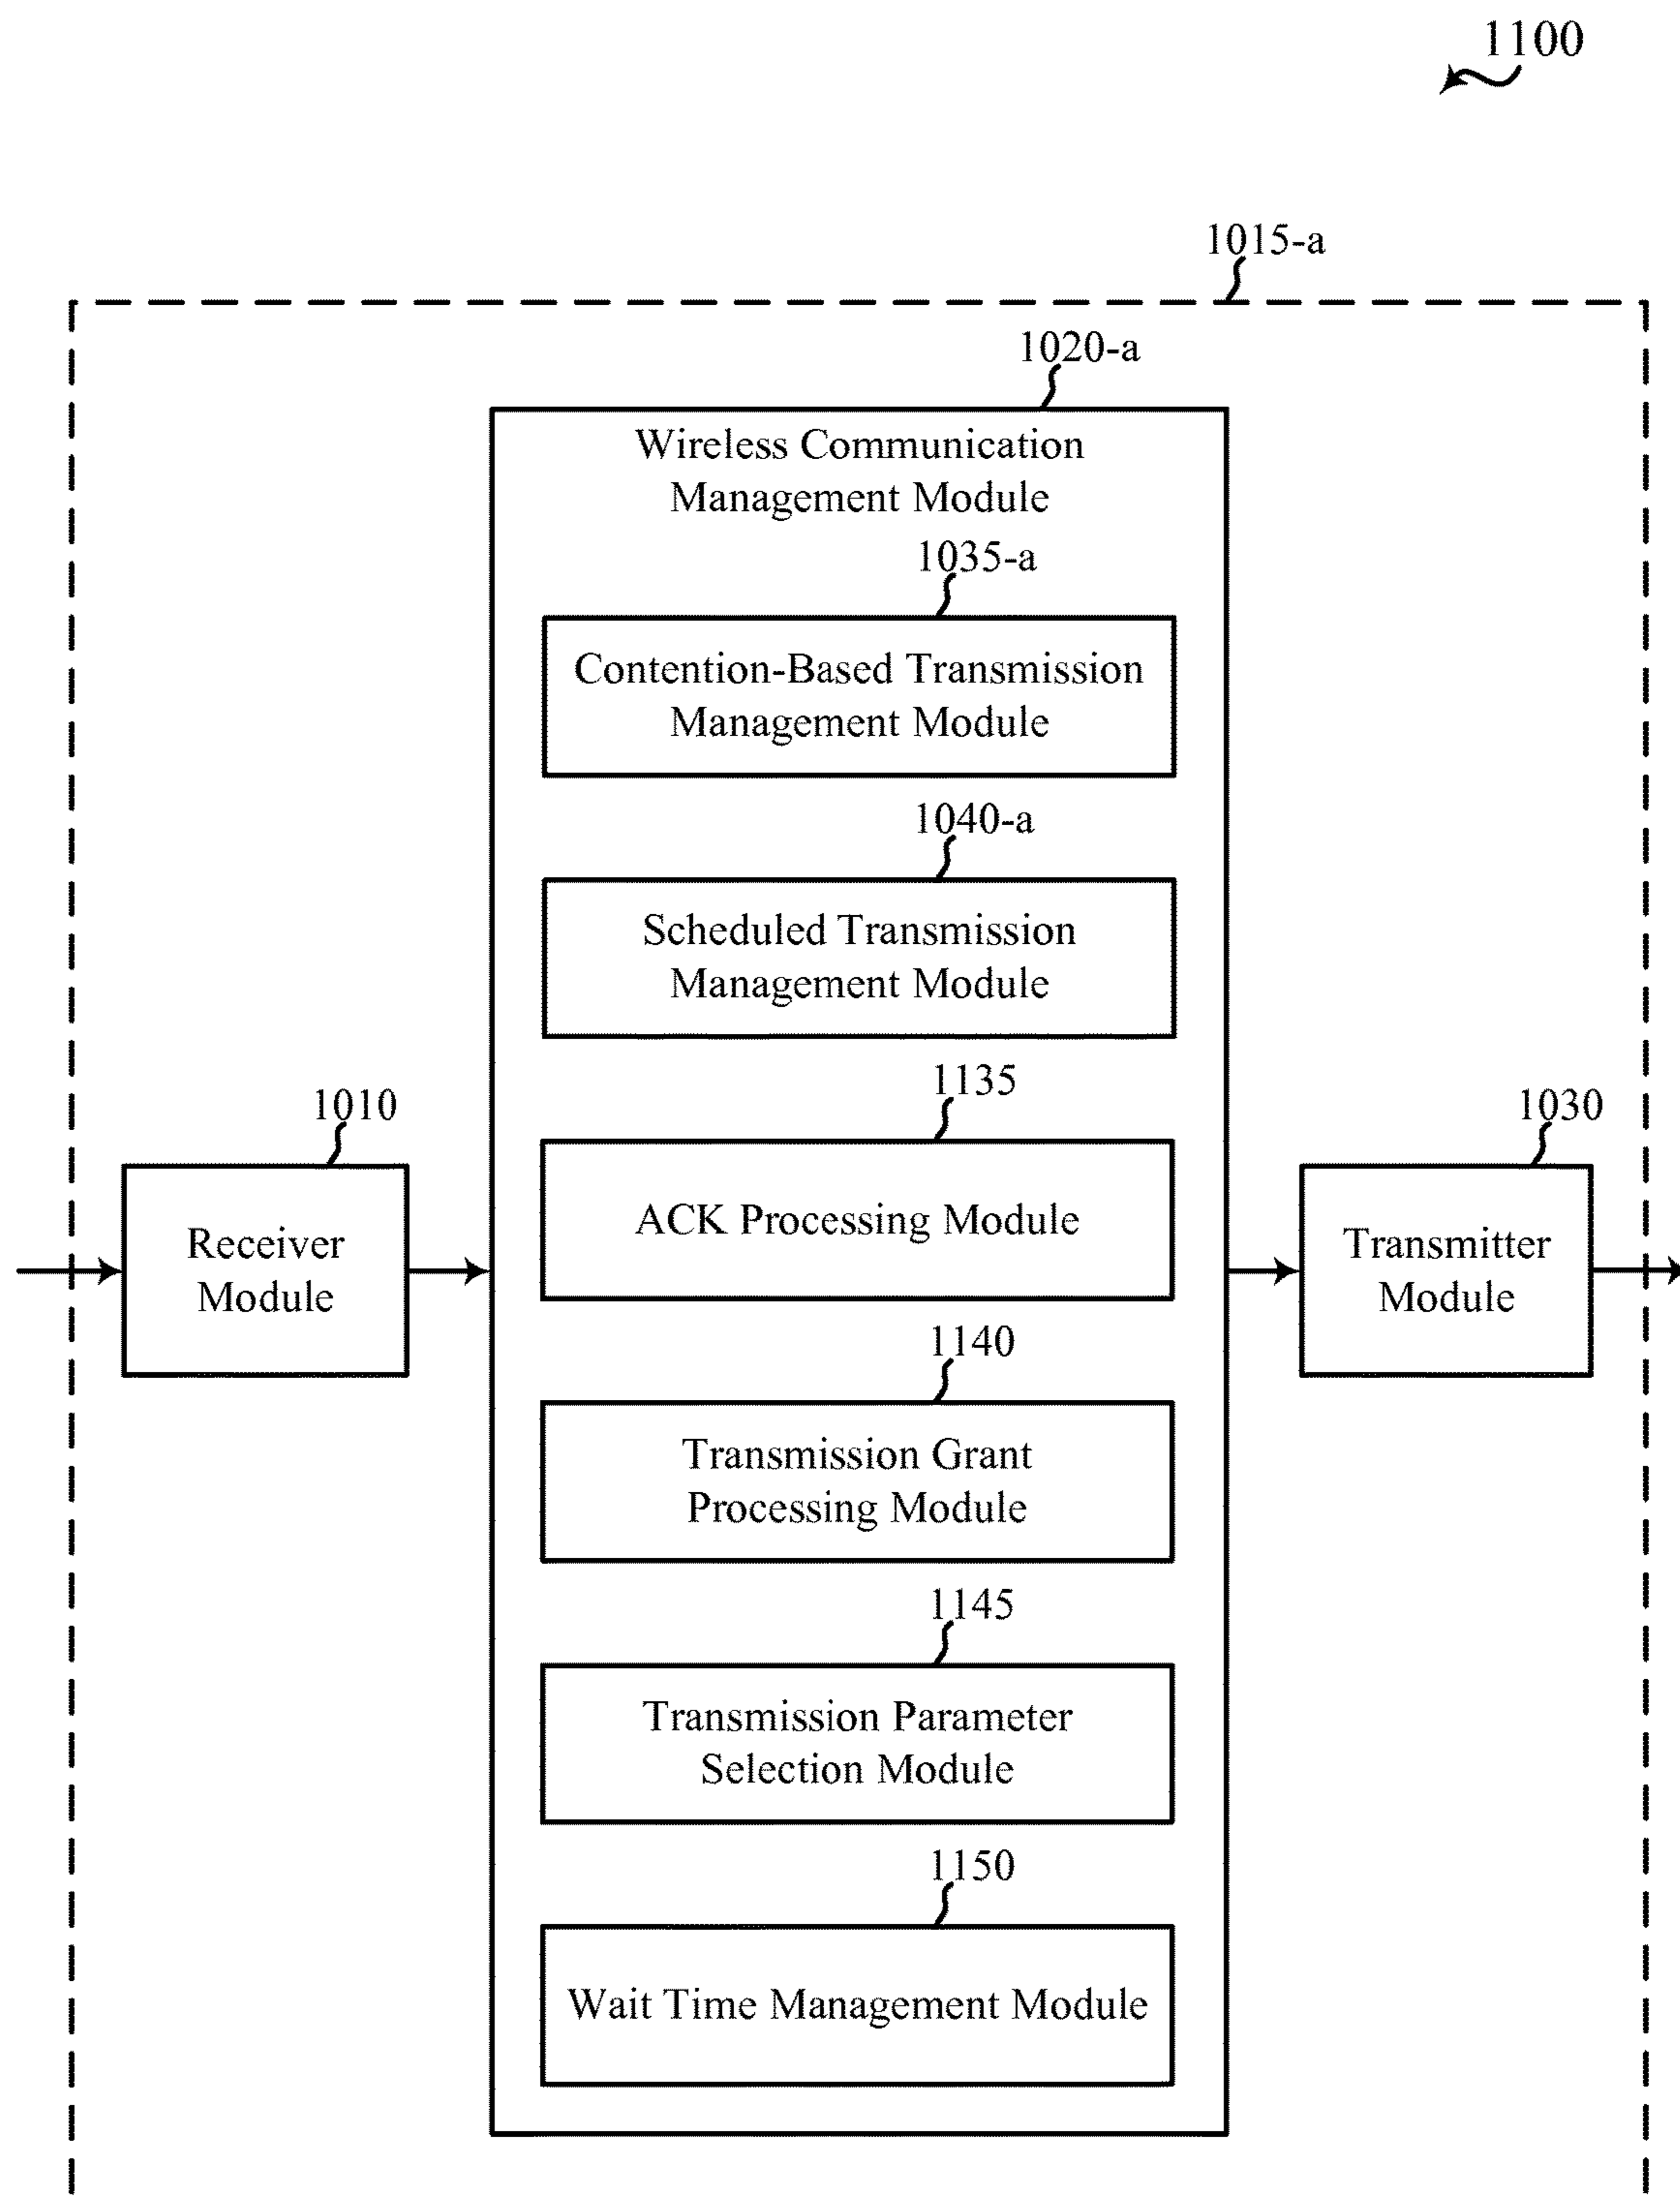 1100
1015-a
1020-a
Wireless Communication
Management Module
1035-a
Contention-Based Transmission
Management Module
1040-a
Scheduled Transmission
Management Module
1135
ACK Processing Module
1010
Receiver
Module
1030
Transmitter
Module
1140
Transmission Grant
Processing Module
1145
Transmission Parameter
Selection Module
1150
Wait Time Management Module